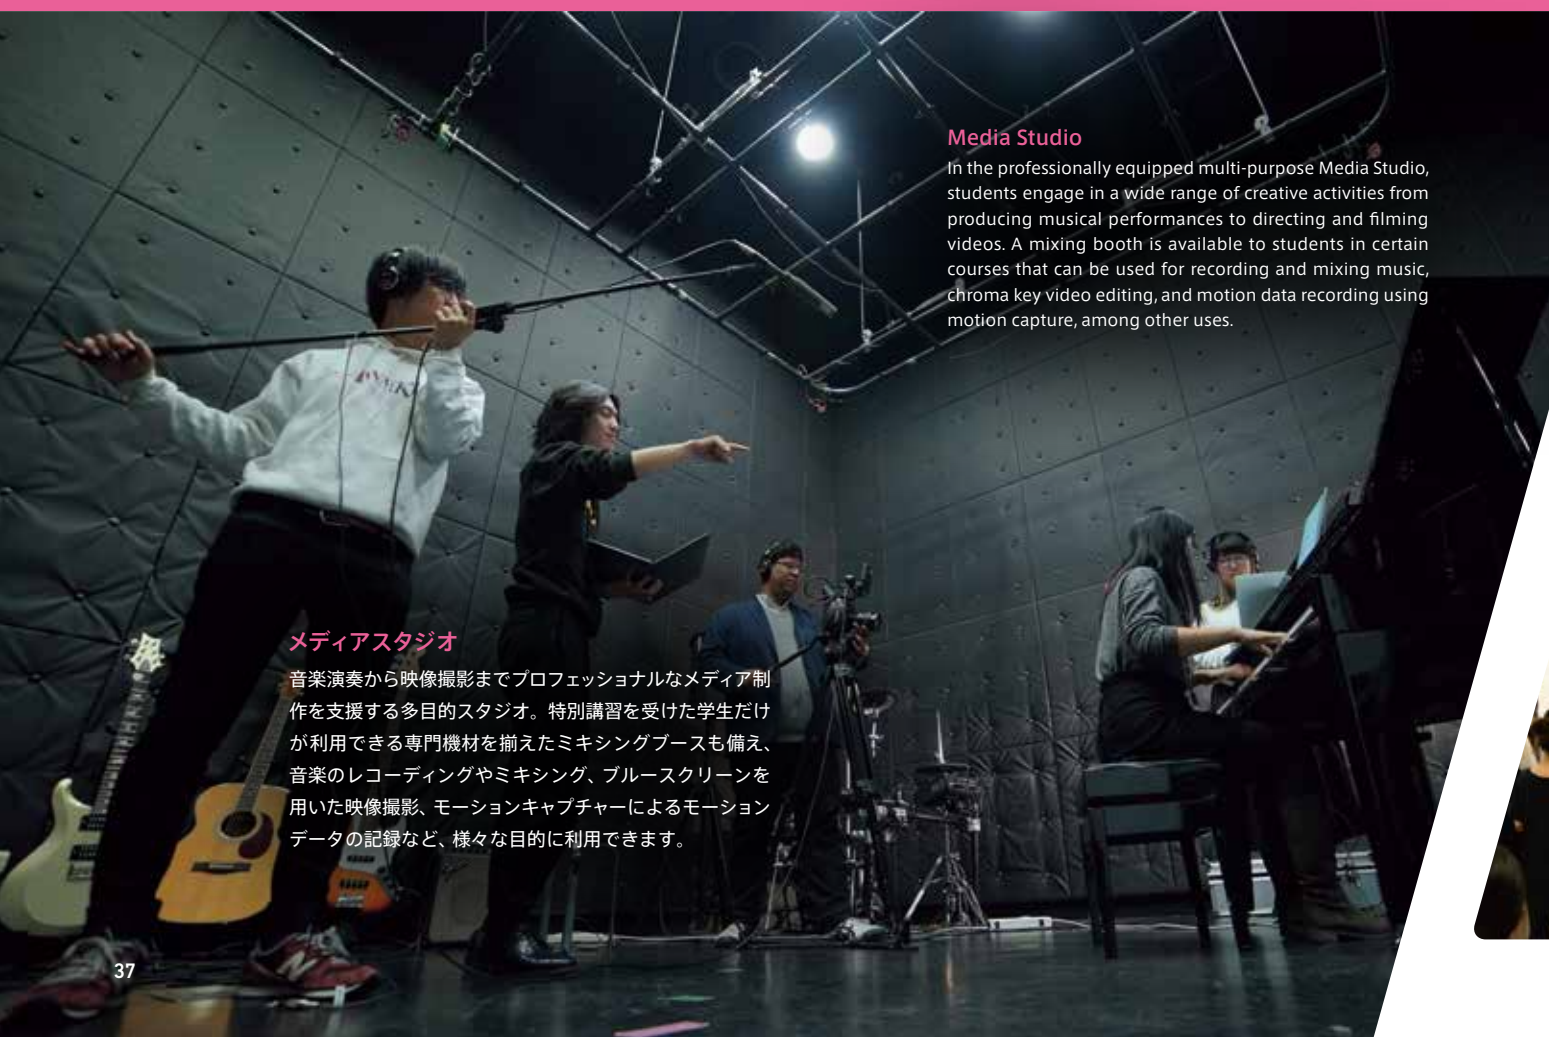 Media Studio
In the professionally equipped multi-purpose Media Studio,
students engage in a wide range of creative activities from
producing musical performances to directing and filming
videos. A mixing booth is available to students in certain
courses that can be used for recording and mixing music,
chroma key video editing, and motion data recording using
motion capture, among other uses.
メディアスタジオ
音楽演奏から映像撮影までプロフェッショナルなメディア制
作を支援する多目的スタジオ。特別講習を受けた学生だけ
が利用できる専門機材を揃えたミキシングブースも備え、
音楽のレコーディングやミキシング、ブルースクリーンを
用いた映像撮影、モーションキャプチャーによるモーション
データの記録など、様々な目的に利用できます。
37